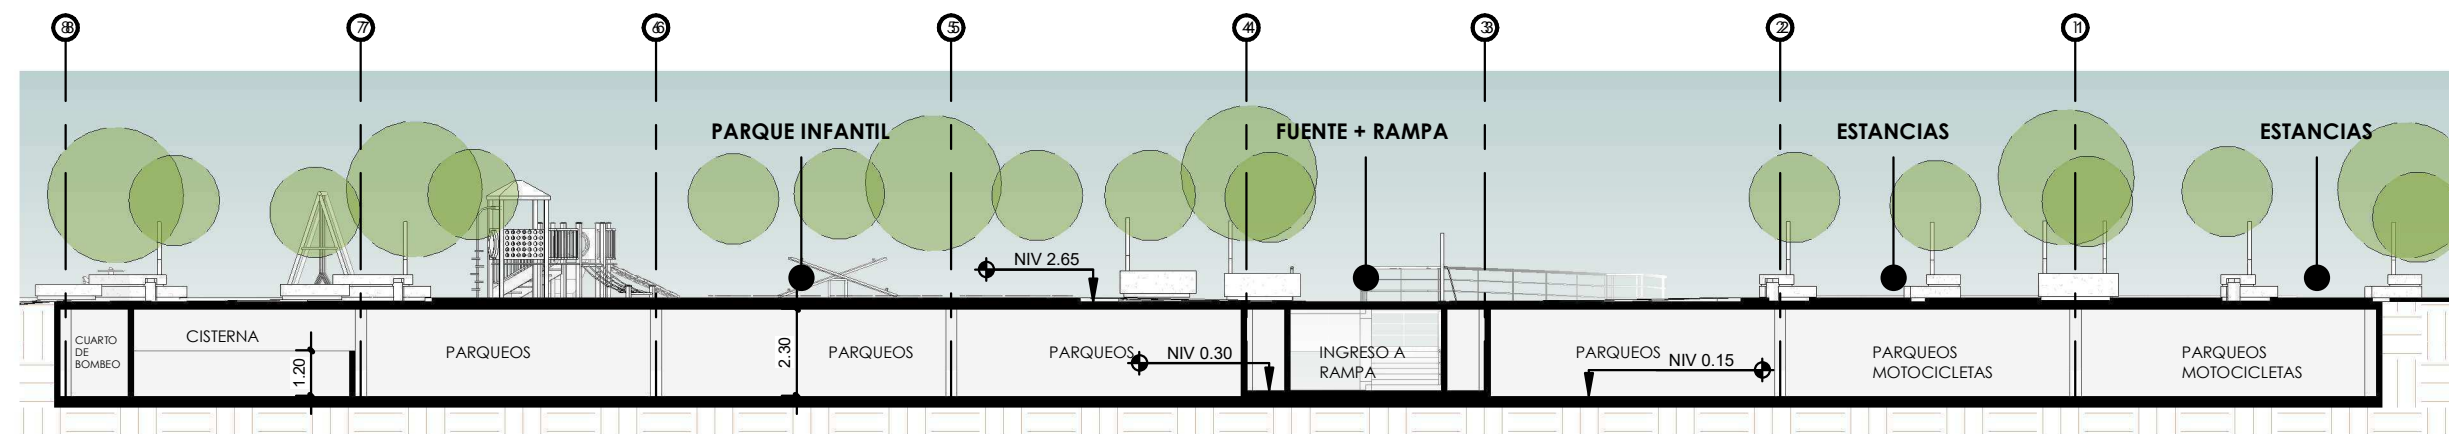 8 7 6 5 4 3 2 1
PARQUE INFANTIL
FUENTE + RAMPA
ESTANCIAS
ESTANCIAS
NIV 2.65
CUARTO
DE
BOMBEO
CISTERNA
1.20
PARQUEOS
2.30
PARQUEOS
PARQUEOS
NIV 0.30
INGRESO A
RAMPA
PARQUEOS
NIV 0.15
PARQUEOS
MOTOCICLETAS
PARQUEOS
MOTOCICLETAS